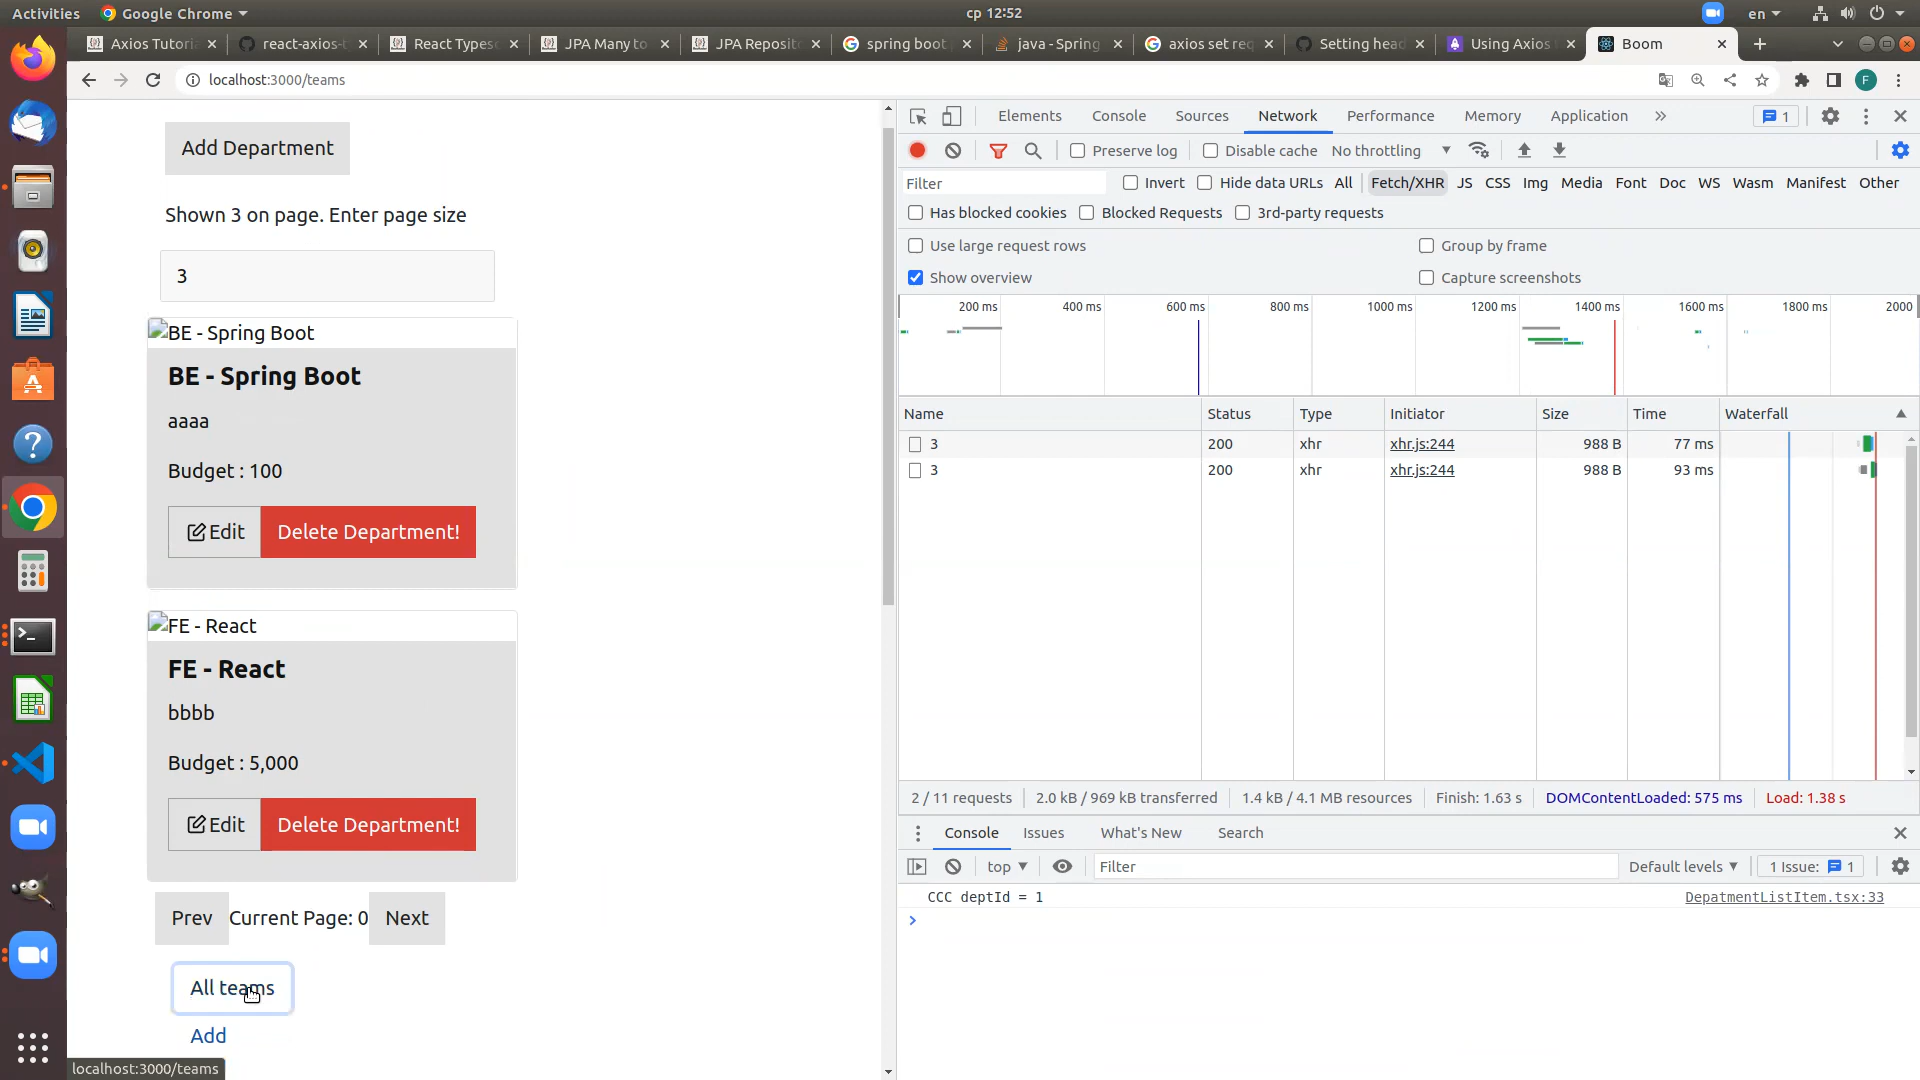 Activities
Google Chrome
ср 12:52
en
Axios Tutori
react-axios-t
React Typesc
JPA Many to
JPA Reposit
spring boot
java - Spring
axios set req
Setting head
Using Axios
Boom
localhost:3000/teams
F
Add Department
Shown 3 on page. Enter page size
3
BE - Spring Boot
BE - Spring Boot
aaaa
Budget : 100
Edit
Delete Department!
FE - React
FE - React
bbbb
Budget : 5,000
Edit
Delete Department!
Prev
Current Page: 0
Next
All teams
Add
localhost:3000/teams
Elements
Console
Sources
Network
Performance
Memory
Application
1
Preserve log
Disable cache
No throttling
Filter
Invert
Hide data URLs
All
Fetch/XHR
JS
CSS
Img
Media
Font
Doc
WS
Wasm
Manifest
Other
Has blocked cookies
Blocked Requests
3rd-party requests
Use large request rows
Group by frame
Show overview
Capture screenshots
200 ms
400 ms
600 ms
800 ms
1000 ms
1200 ms
1400 ms
1600 ms
1800 ms
2000
Name
Status
Type
Initiator
Size
Time
Waterfall
3
200
xhr
xhr.js:244
988 B
77 ms
3
200
xhr
xhr.js:244
988 B
93 ms
2 / 11 requests
2.0 kB / 969 kB transferred
1.4 kB / 4.1 MB resources
Finish: 1.63 s
DOMContentLoaded: 575 ms
Load: 1.38 s
Console
Issues
What's New
Search
top
Filter
Default levels
1 Issue:
1
CCC deptId = 1
DepatmentListItem.tsx:33